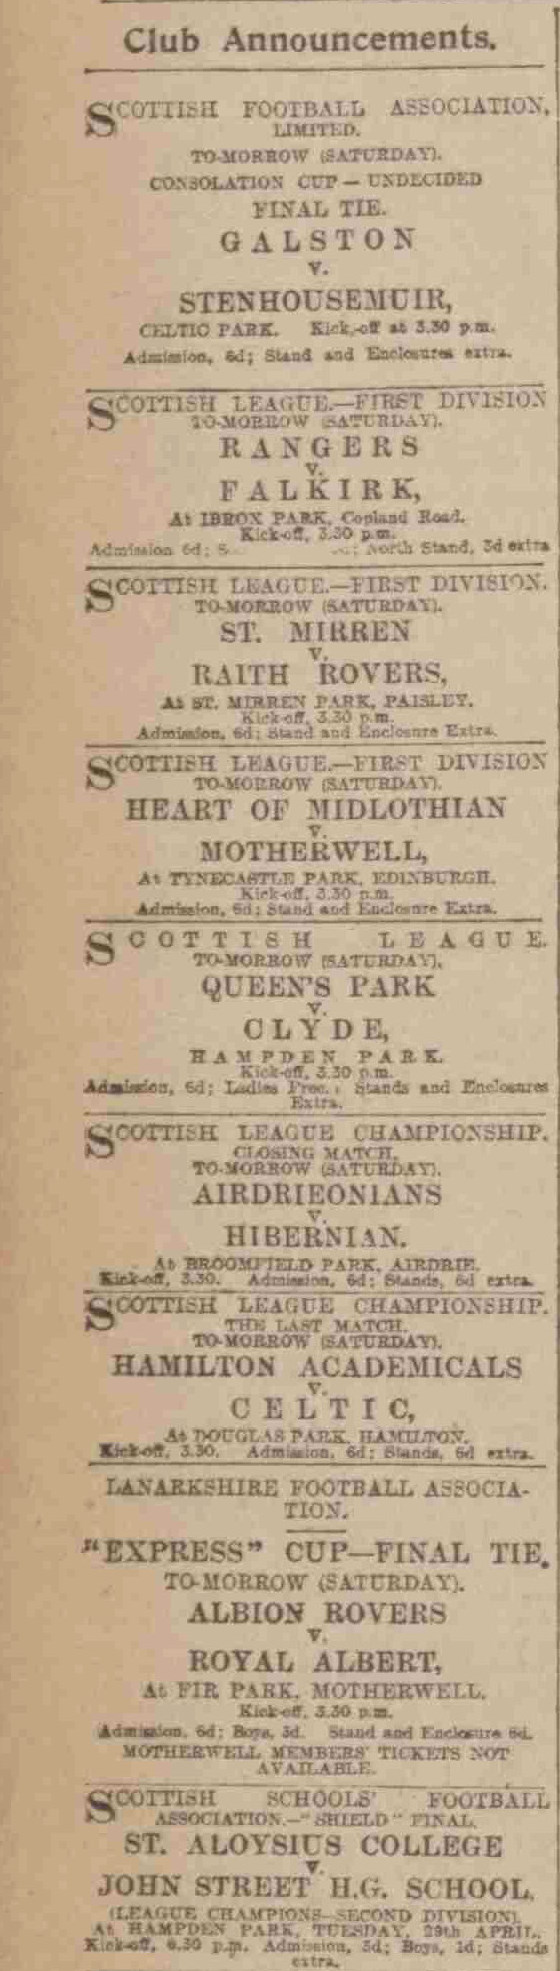 Club Announcements.
SCOTTISH FOOTBALL ASSOCIATION,
LIMITED.
TO-MORROW (SATURDAY).
CONSOLATION CUP — UNDECIDED
FINAL TIE.
GALSTON
v.
STENHOUSEMUIR,
CELTIC PARK. Kick-off at 3.30 p.m.
Admission, 6d; Stand and Enclosures extra.
SCOTTISH LEAGUE.—FIRST DIVISION
TO-MORROW (SATURDAY).
RANGERS
v.
FALKIRK,
At IBROX PARK, Copland Road.
Kick-off, 3.30 p.m.
Admission 6d; North Stand, 3d extra
SCOTTISH LEAGUE.—FIRST DIVISION.
TO-MORROW (SATURDAY).
ST. MIRREN
v.
RAITH ROVERS,
At ST. MIRREN PARK, PAISLEY.
Kick-off, 3.30 p.m.
Admission, 6d; Stand and Enclosure Extra.
SCOTTISH LEAGUE.—FIRST DIVISION
TO-MORROW (SATURDAY).
HEART OF MIDLOTHIAN
v.
MOTHERWELL,
At TYNECASTLE PARK, EDINBURGH.
Kick-off, 3.30 p.m.
Admission, 6d; Stand and Enclosure Extra.
SCOTTISH LEAGUE.
TO-MORROW (SATURDAY),
QUEEN'S PARK
v.
CLYDE,
HAMPDEN PARK.
Kick-off, 3.30 p.m.
Admission, 6d; Ladies Free.; Stands and Enclosures
Extra.
SCOTTISH LEAGUE CHAMPIONSHIP.
CLOSING MATCH.
TO-MORROW (SATURDAY).
AIRDRIEONIANS
v.
HIBERNIAN.
At BROOMFIELD PARK, AIRDRIE.
Kick-off, 3.30. Admission, 6d; Stands, 6d extra.
SCOTTISH LEAGUE CHAMPIONSHIP.
THE LAST MATCH.
TO-MORROW (SATURDAY).
HAMILTON ACADEMICALS
v.
CELTIC,
At DOUGLAS PARK, HAMILTON.
Kick-off, 3.30. Admission, 6d; Stands, 6d extra.
LANARKSHIRE FOOTBALL ASSOCIA-
TION.
"EXPRESS" CUP—FINAL TIE.
TO-MORROW (SATURDAY).
ALBION ROVERS
v.
ROYAL ALBERT,
At FIR PARK, MOTHERWELL.
Kick-off, 3.30 p.m.
Admission, 6d; Boys, 3d. Stand and Enclosure 6d.
MOTHERWELL MEMBERS' TICKETS NOT
AVAILABLE.
SCOTTISH SCHOOLS' FOOTBALL
ASSOCIATION.—"SHIELD" FINAL.
ST. ALOYSIUS COLLEGE
v.
JOHN STREET H.G. SCHOOL,
(LEAGUE CHAMPIONS—SECOND DIVISION).
At HAMPDEN PARK, TUESDAY, 29th APRIL.
Kick-off, 6.30 p.m. Admission, 3d; Boys, 1d; Stands
extra.